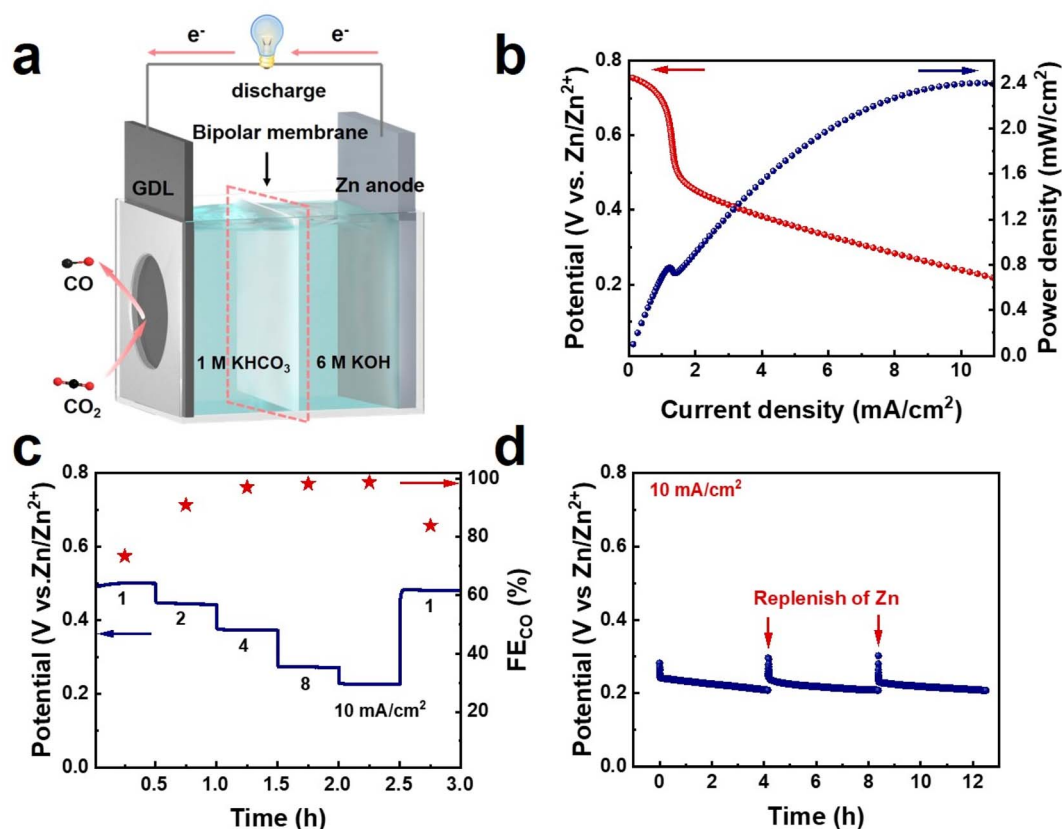 a
e⁻ e⁻
discharge
Bipolar membrane
GDL
Zn anode
CO
CO₂
1 M KHCO₃
6 M KOH
b
Potential (V vs. Zn/Zn²⁺)
0.8
0.6
0.4
0.2
0 2 4 6 8 10
Current density (mA/cm²)
2.4
2.0
1.6
1.2
0.8
0.4
0.0
Power density (mW/cm²)
c
Potential (V vs.Zn/Zn²⁺)
0.8
0.6
0.4
0.2
0.0
1
2
4
8
10 mA/cm²
1
0.0 0.5 1.0 1.5 2.0 2.5 3.0
Time (h)
100
80
60
40
20
FE_CO (%)
d
Potential (V vs Zn/Zn²⁺)
0.8
0.6
0.4
0.2
0.0
10 mA/cm²
Replenish of Zn
0 2 4 6 8 10 12
Time (h)